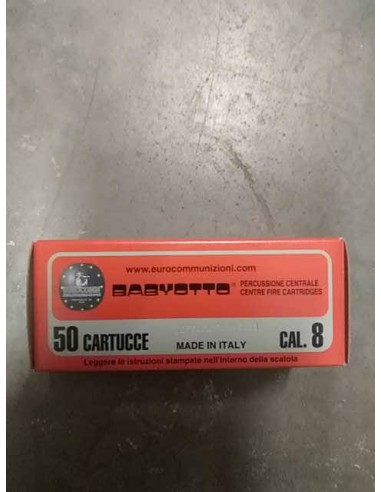 www.eurocommunizioni.com
BABYOTTO®
PERCUSSIONE CENTRALE
CENTRE FIRE CARTRIDGES
50 CARTUCCE
MADE IN ITALY
CAL. 8
Leggere le istruzioni stampate nell'interno della scatola